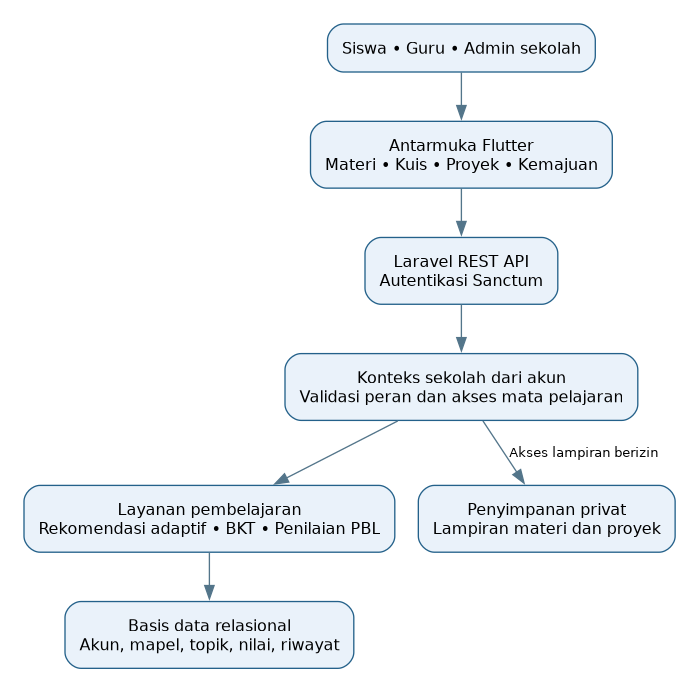 Siswa • Guru • Admin sekolah
Antarmuka Flutter
Materi • Kuis • Proyek • Kemajuan
Laravel REST API
Autentikasi Sanctum
Konteks sekolah dari akun
Validasi peran dan akses mata pelajaran
Akses lampiran berizin
Layanan pembelajaran
Rekomendasi adaptif • BKT • Penilaian PBL
Penyimpanan privat
Lampiran materi dan proyek
Basis data relasional
Akun, mapel, topik, nilai, riwayat